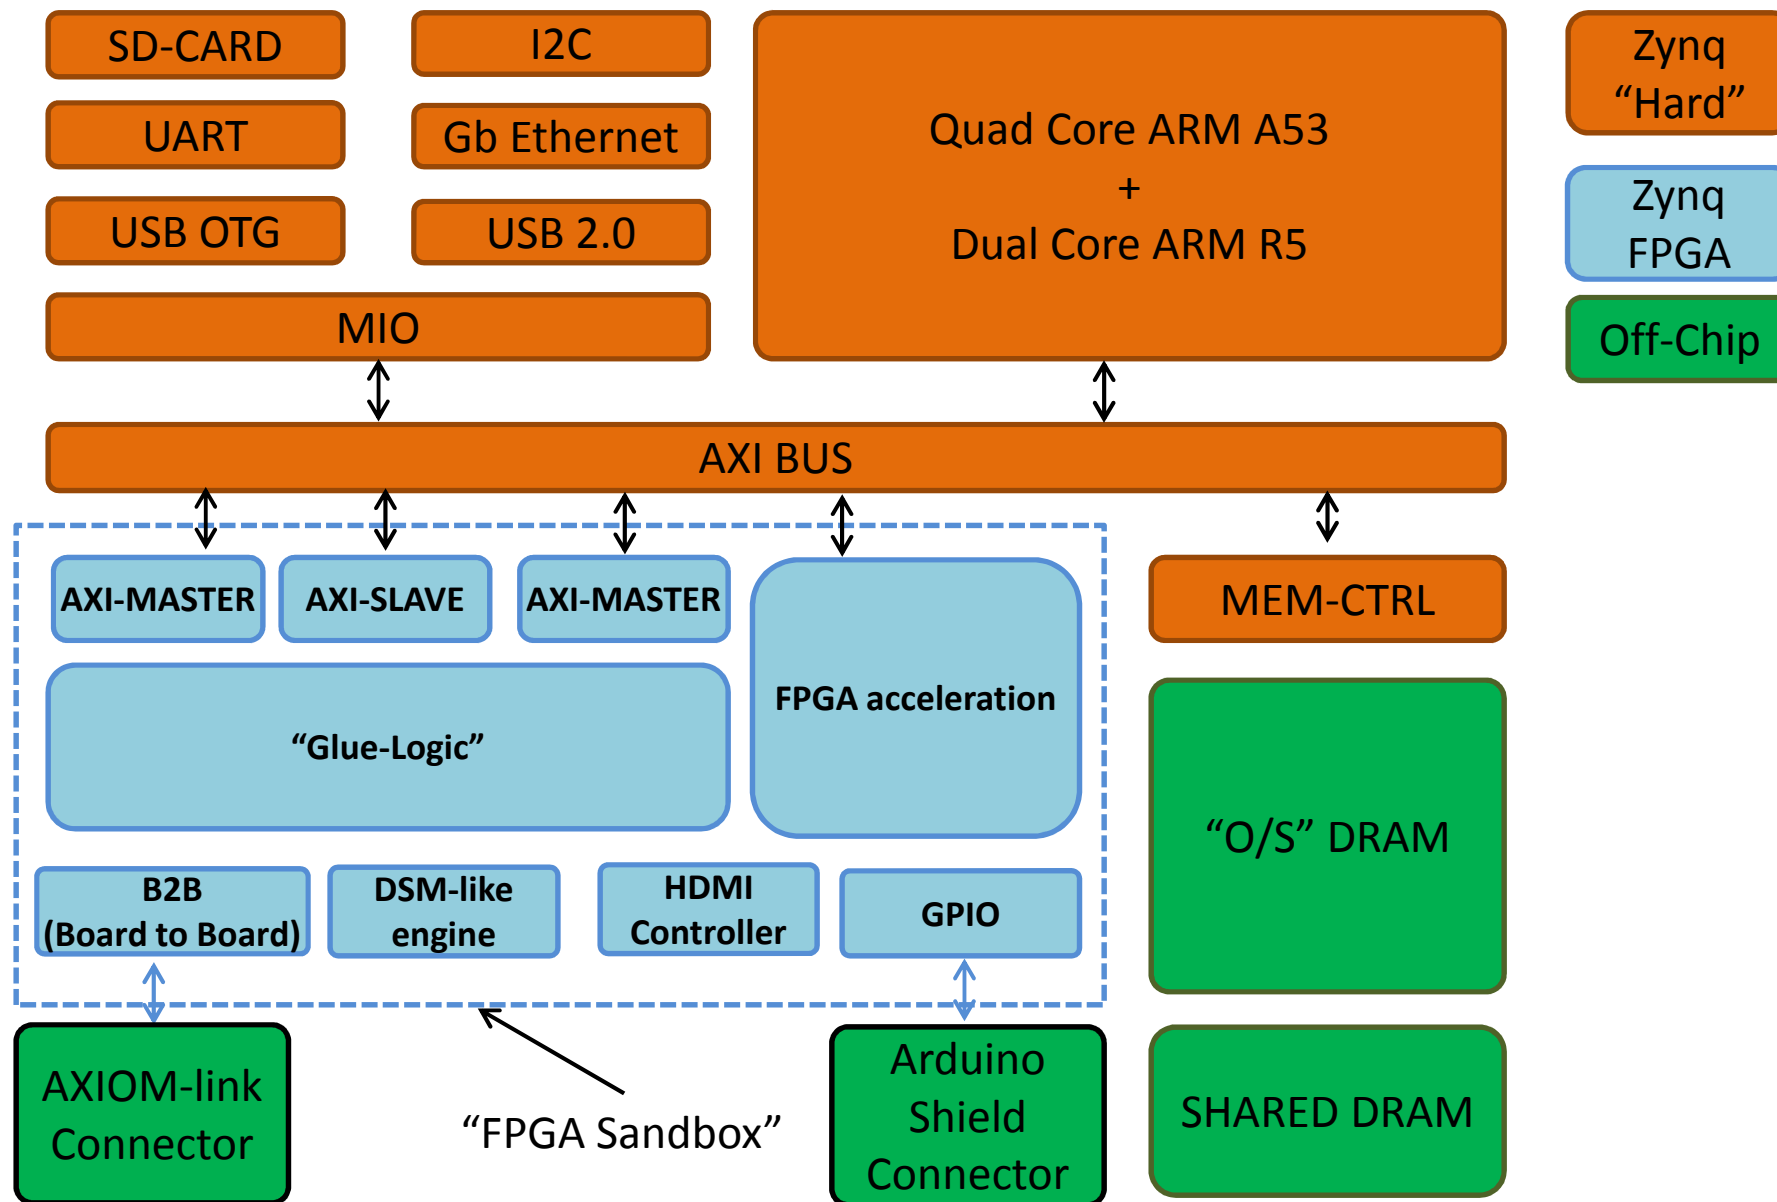 SD-CARD
I2C
UART
Gb Ethernet
USB OTG
USB 2.0
MIO
Quad Core ARM A53
+
Dual Core ARM R5
Zynq
“Hard”
Zynq
FPGA
Off-Chip
AXI BUS
AXI-MASTER
AXI-SLAVE
AXI-MASTER
FPGA acceleration
MEM-CTRL
“Glue-Logic”
“O/S” DRAM
B2B
(Board to Board)
DSM-like
engine
HDMI
Controller
GPIO
AXIOM-link
Connector
“FPGA Sandbox”
Arduino
Shield
Connector
SHARED DRAM